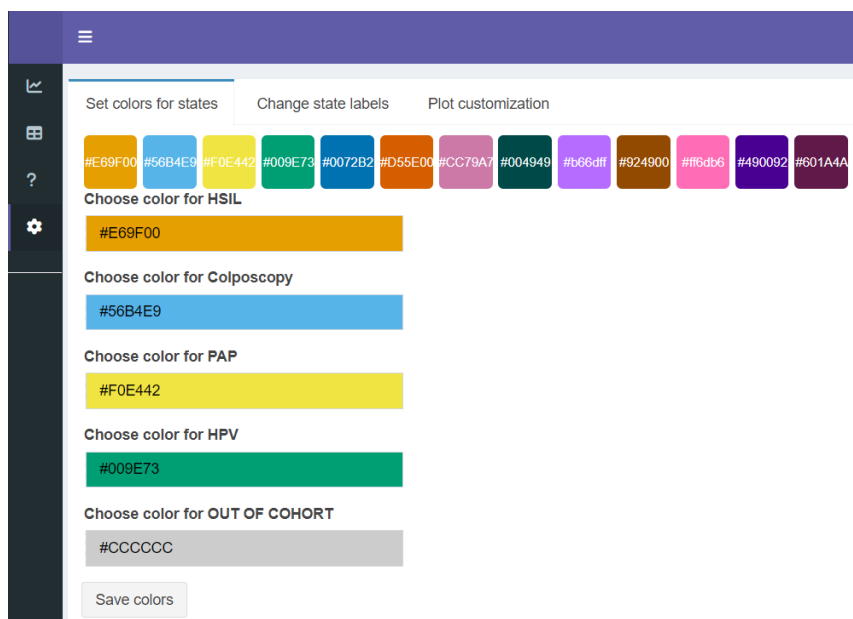 Set colors for states Change state labels Plot customization
#E69F00 #56B4E9 #F0E442 #009E73 #0072B2 #D55E00 #CC79A7 #004949 #b66dff #924900 #ff6db6 #490092 #601A4A
Choose color for HSIL
#E69F00
Choose color for Colposcopy
#56B4E9
Choose color for PAP
#F0E442
Choose color for HPV
#009E73
Choose color for OUT OF COHORT
#CCCCCC
Save colors